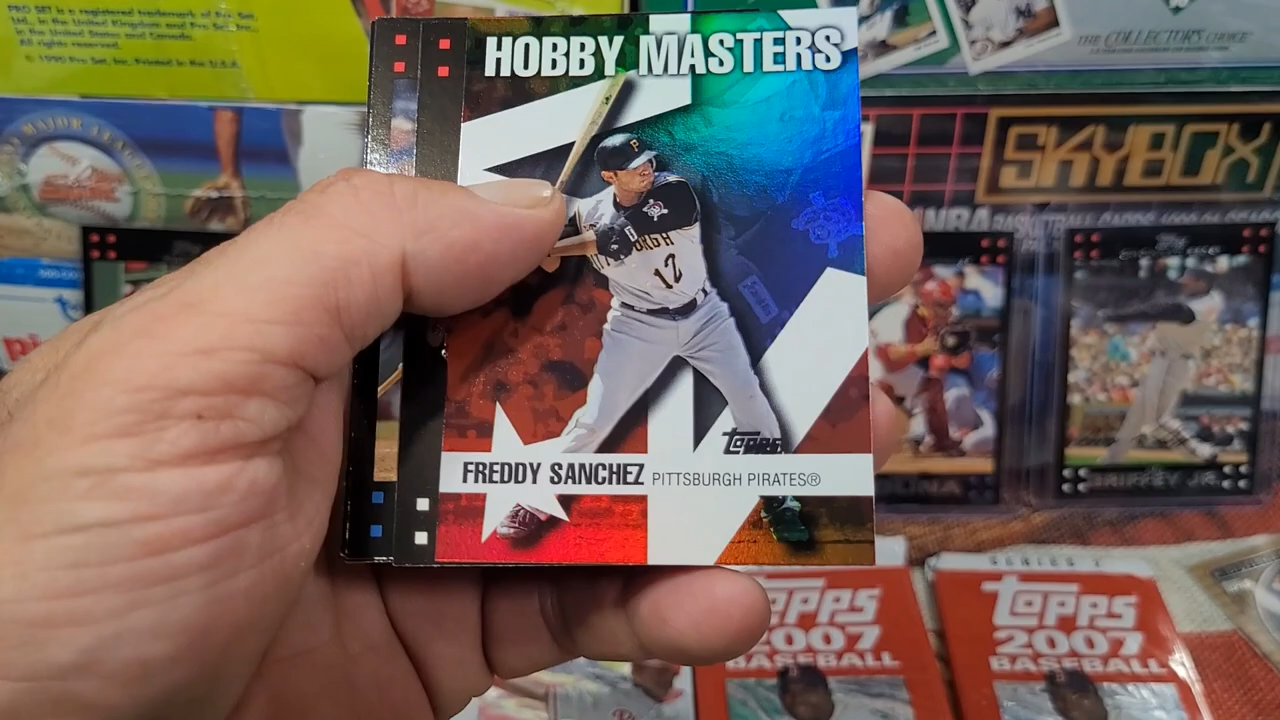 PRO SET is a registered trademark of Pro Set,
Ltd., in the United Kingdom and Pro Set, Inc.,
in the United States and Canada.
All rights reserved.
© 1990 Pro Set, Inc. Printed in the U.S.A.
THE COLLECTOR'S CHOICE
MAJOR LEAGUE
HOBBY MASTERS
P
PITTSBURGH
12
topps
FREDDY SANCHEZ PITTSBURGH PIRATES®
SKYBOX
NBA BASKETBALL CARDS
GRIFFEY JR.
TOPPS
2007
BASEBALL
SERIES
TOPPS
2007
BASEBALL